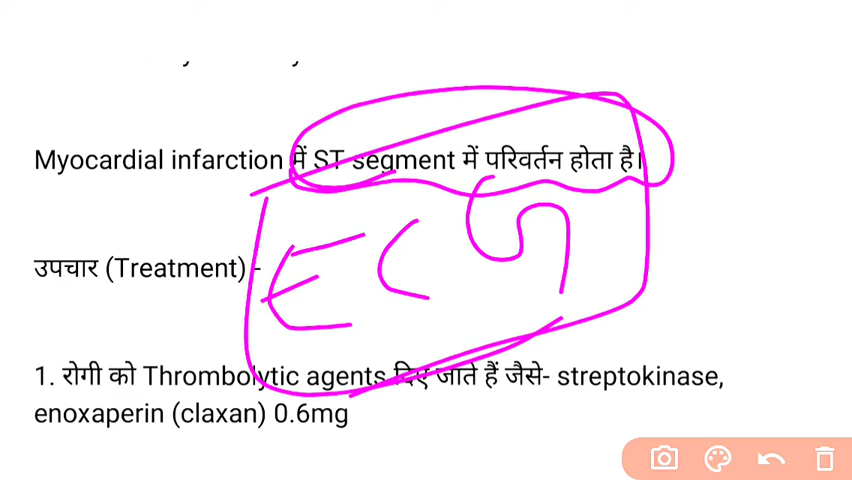 Myocardial infarction में ST segment में परिवर्तन होता है।
ECG
उपचार (Treatment) -
1. रोगी को Thrombolytic agents दिए जाते हैं जैसे- streptokinase,
enoxaperin (claxan) 0.6mg